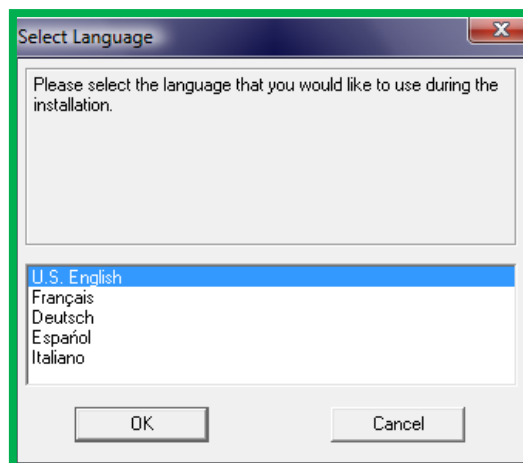 Select Language
Please select the language that you would like to use during the
installation.
U.S. English
Français
Deutsch
Espańol
Italiano
OK
Cancel